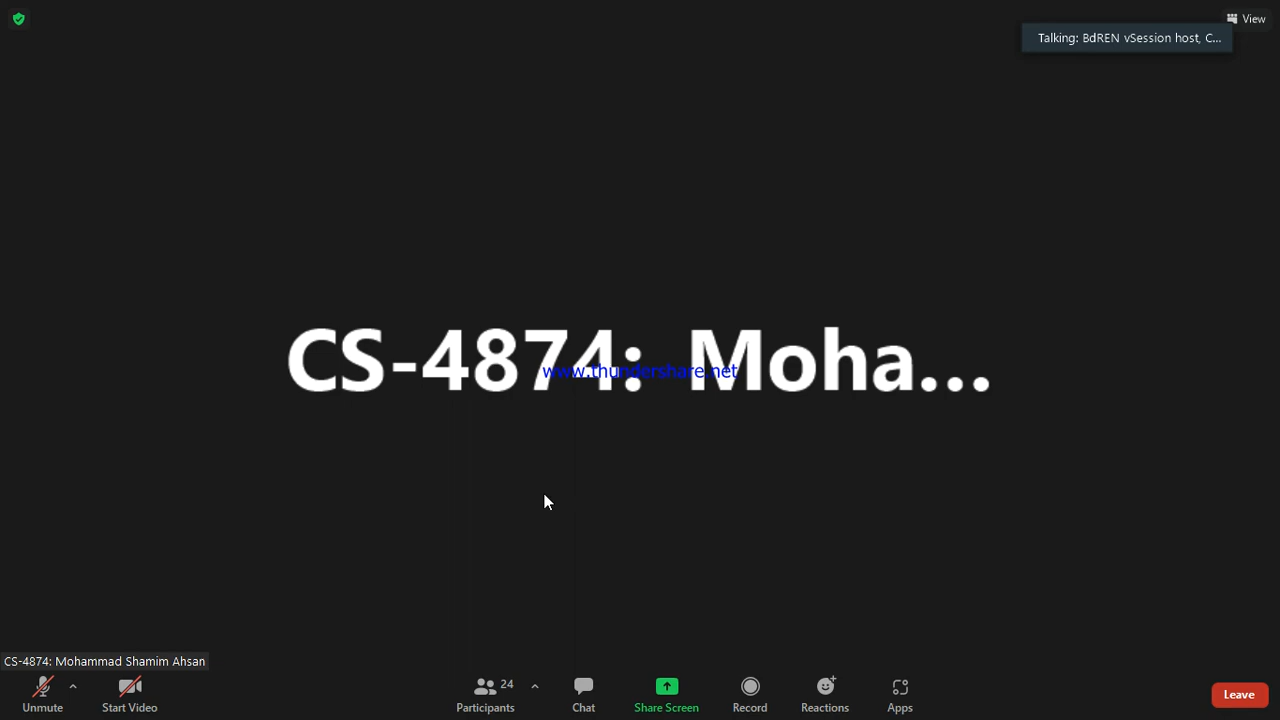 View
Talking: BdREN vSession host, C...
CS-4874: Moha...
www.thundershare.net
CS-4874: Mohammad Shamim Ahsan
24
Unmute
Start Video
Participants
Chat
Share Screen
Record
Reactions
Apps
Leave